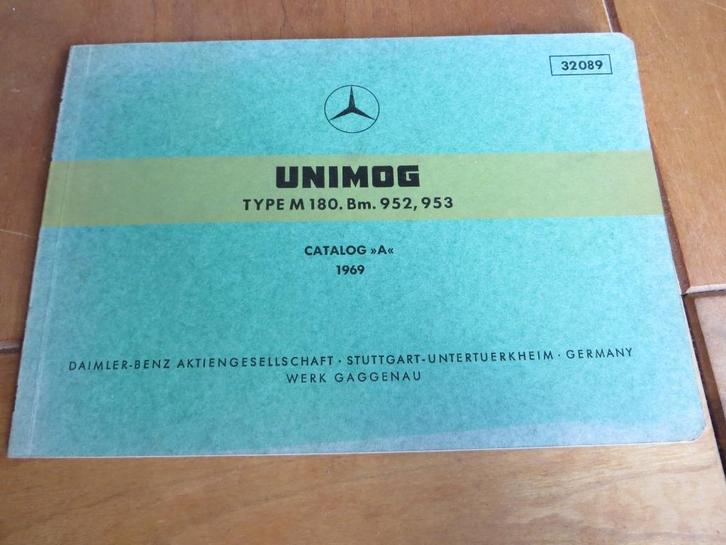 32089
UNIMOG
TYPE M 180. Bm. 952, 953
CATALOG »A«
1969
DAIMLER-BENZ AKTIENGESELLSCHAFT · STUTTGART-UNTERTUERKHEIM · GERMANY
WERK GAGGENAU